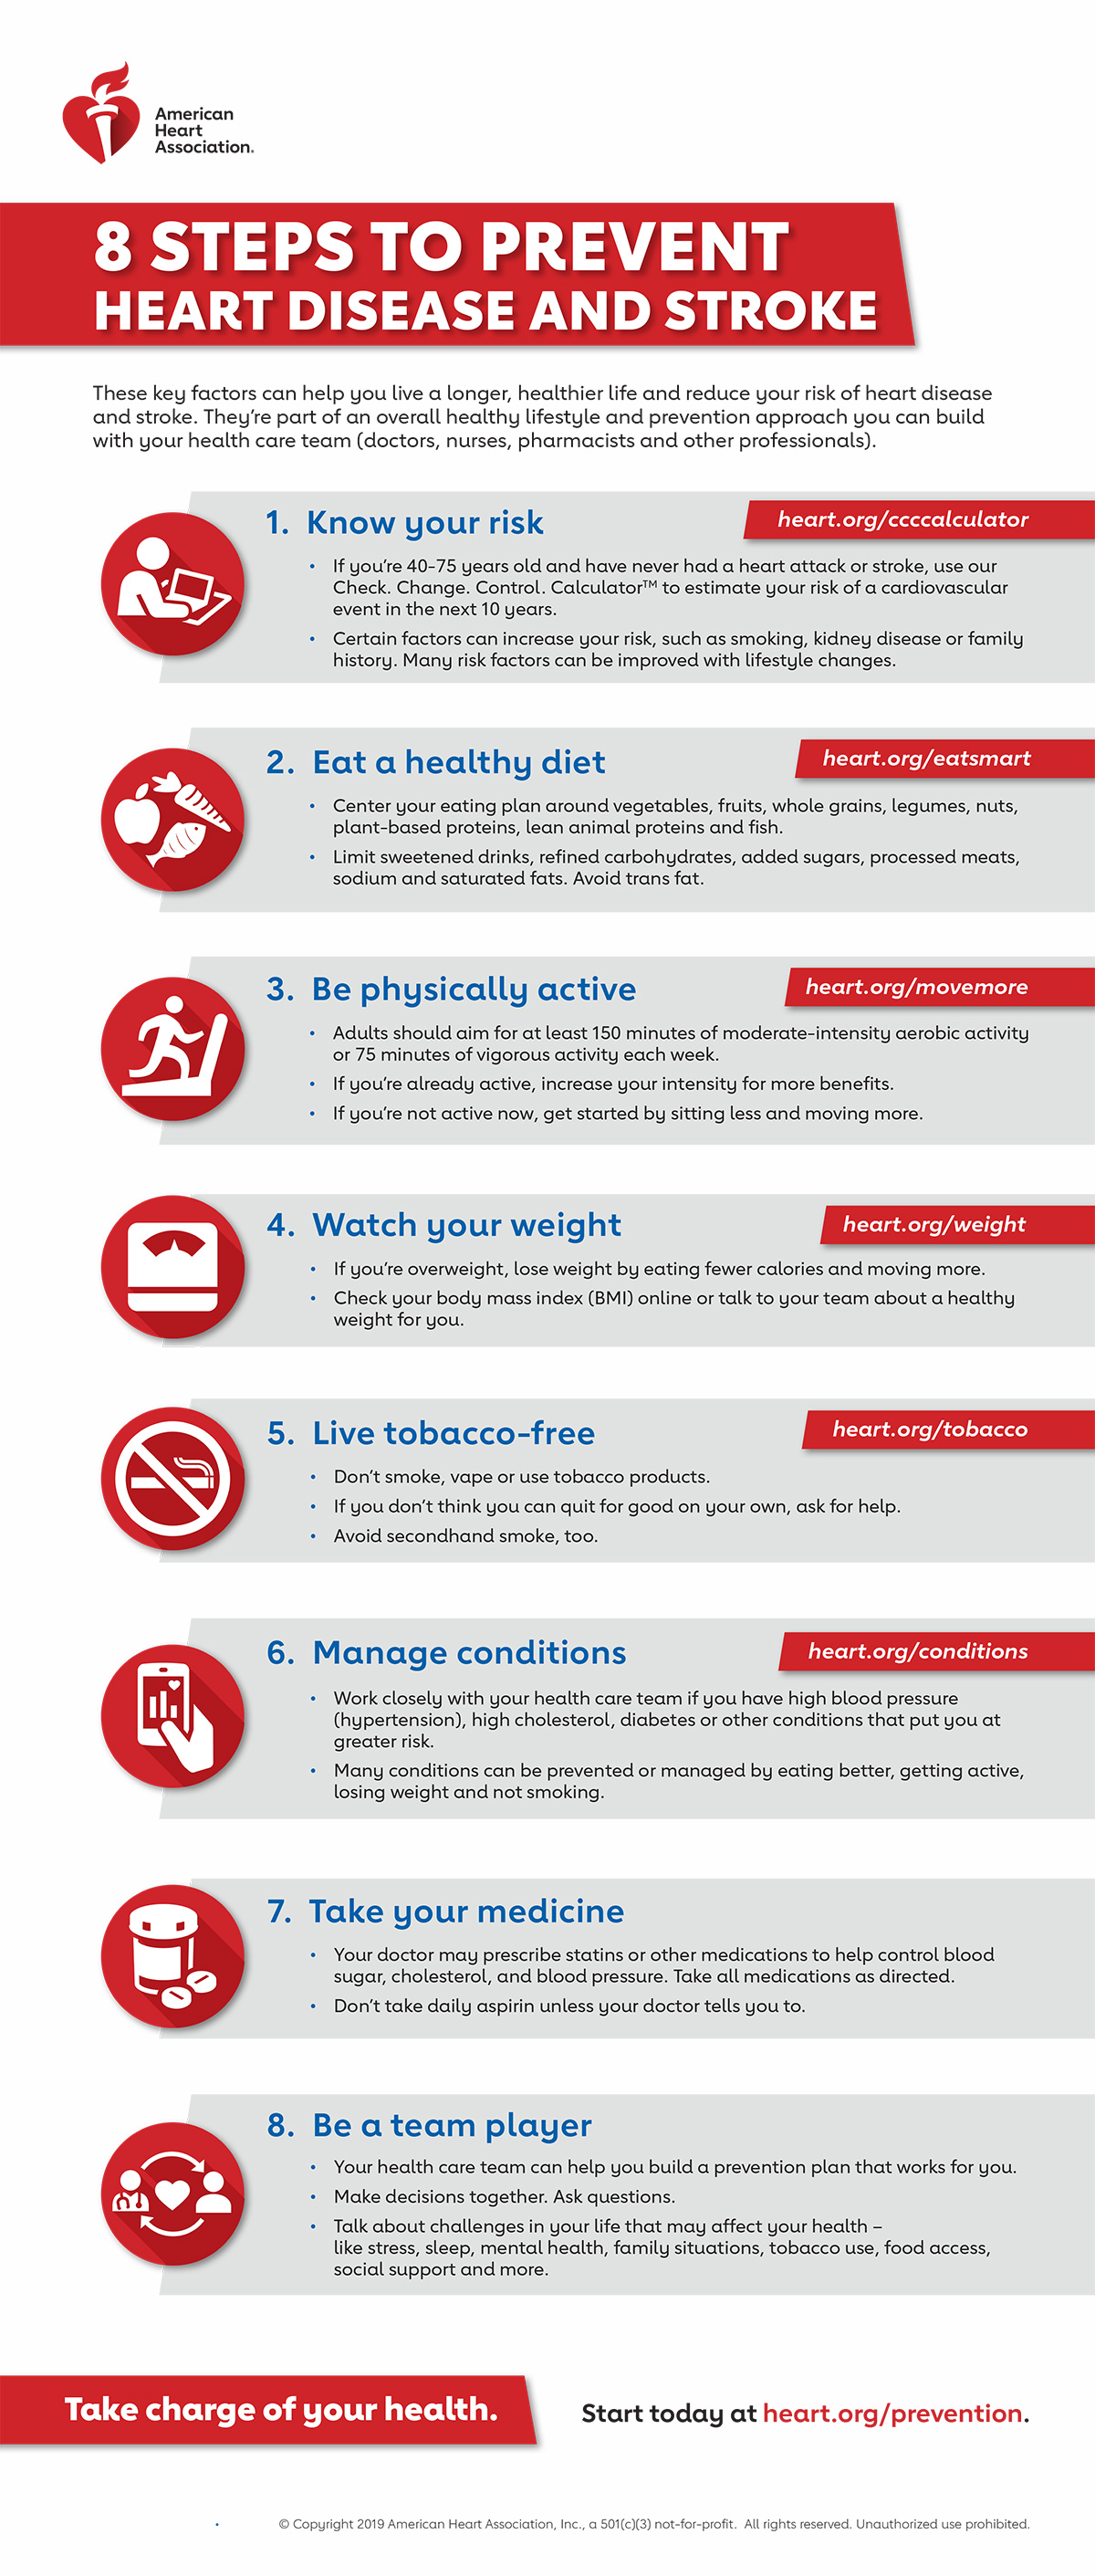 American
Heart
Association®
8 STEPS TO PREVENT
HEART DISEASE AND STROKE
These key factors can help you live a longer, healthier life and reduce your risk of heart disease
and stroke. They’re part of an overall healthy lifestyle and prevention approach you can build
with your health care team (doctors, nurses, pharmacists and other professionals).
1. Know your risk
heart.org/ccccalculator
• If you’re 40-75 years old and have never had a heart attack or stroke, use our
Check. Change. Control. Calculator™ to estimate your risk of a cardiovascular
event in the next 10 years.
• Certain factors can increase your risk, such as smoking, kidney disease or family
history. Many risk factors can be improved with lifestyle changes.
2. Eat a healthy diet
heart.org/eatsmart
• Center your eating plan around vegetables, fruits, whole grains, legumes, nuts,
plant-based proteins, lean animal proteins and fish.
• Limit sweetened drinks, refined carbohydrates, added sugars, processed meats,
sodium and saturated fats. Avoid trans fat.
3. Be physically active
heart.org/movemore
• Adults should aim for at least 150 minutes of moderate-intensity aerobic activity
or 75 minutes of vigorous activity each week.
• If you’re already active, increase your intensity for more benefits.
• If you’re not active now, get started by sitting less and moving more.
4. Watch your weight
heart.org/weight
• If you’re overweight, lose weight by eating fewer calories and moving more.
• Check your body mass index (BMI) online or talk to your team about a healthy
weight for you.
5. Live tobacco-free
heart.org/tobacco
• Don’t smoke, vape or use tobacco products.
• If you don’t think you can quit for good on your own, ask for help.
• Avoid secondhand smoke, too.
6. Manage conditions
heart.org/conditions
• Work closely with your health care team if you have high blood pressure
(hypertension), high cholesterol, diabetes or other conditions that put you at
greater risk.
• Many conditions can be prevented or managed by eating better, getting active,
losing weight and not smoking.
7. Take your medicine
• Your doctor may prescribe statins or other medications to help control blood
sugar, cholesterol, and blood pressure. Take all medications as directed.
• Don’t take daily aspirin unless your doctor tells you to.
8. Be a team player
• Your health care team can help you build a prevention plan that works for you.
• Make decisions together. Ask questions.
• Talk about challenges in your life that may affect your health –
like stress, sleep, mental health, family situations, tobacco use, food access,
social support and more.
Take charge of your health.
Start today at heart.org/prevention.
• © Copyright 2019 American Heart Association, Inc., a 501(c)(3) not-for-profit. All rights reserved. Unauthorized use prohibited.